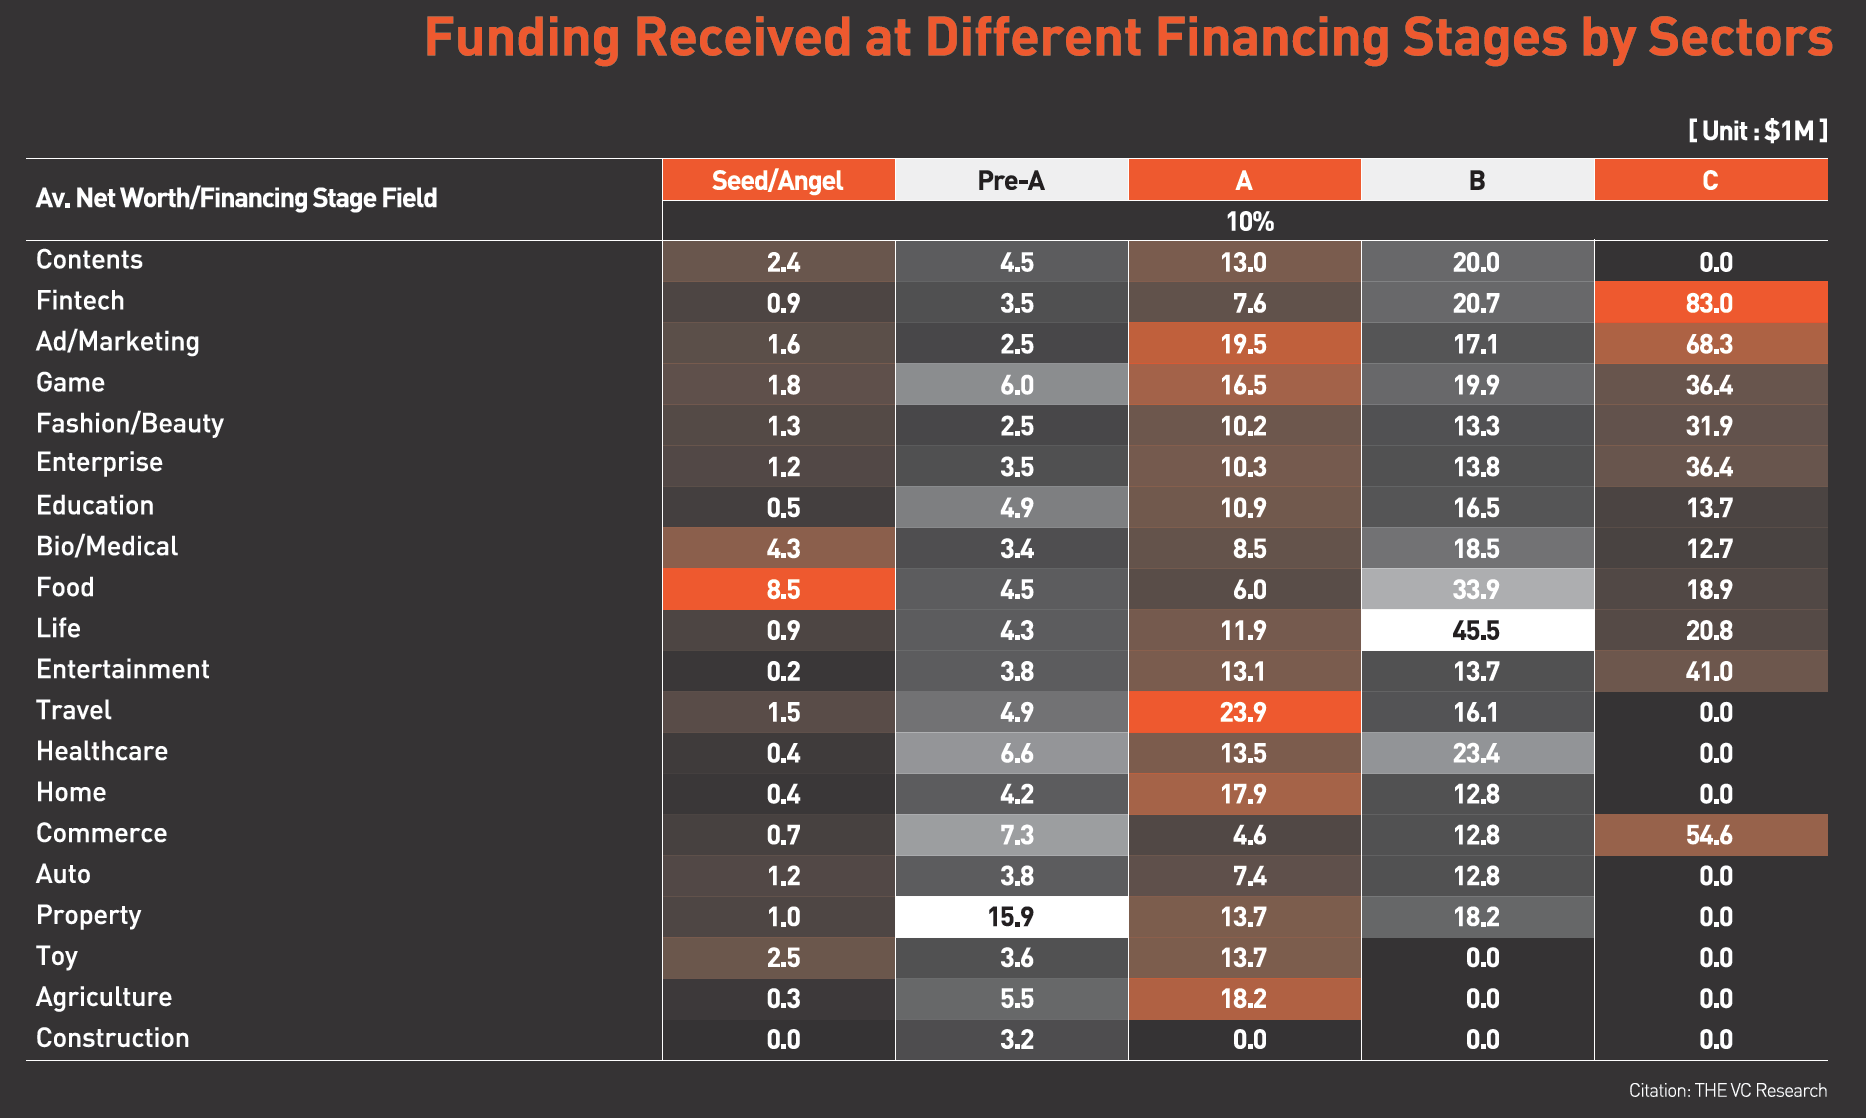 Funding Received at Different Financing Stages by Sectors
[ Unit : $1M ]
Av. Net Worth/Financing Stage Field Seed/Angel Pre-A A B C
10%
Contents 2.4 4.5 13.0 20.0 0.0
Fintech 0.9 3.5 7.6 20.7 83.0
Ad/Marketing 1.6 2.5 19.5 17.1 68.3
Game 1.8 6.0 16.5 19.9 36.4
Fashion/Beauty 1.3 2.5 10.2 13.3 31.9
Enterprise 1.2 3.5 10.3 13.8 36.4
Education 0.5 4.9 10.9 16.5 13.7
Bio/Medical 4.3 3.4 8.5 18.5 12.7
Food 8.5 4.5 6.0 33.9 18.9
Life 0.9 4.3 11.9 45.5 20.8
Entertainment 0.2 3.8 13.1 13.7 41.0
Travel 1.5 4.9 23.9 16.1 0.0
Healthcare 0.4 6.6 13.5 23.4 0.0
Home 0.4 4.2 17.9 12.8 0.0
Commerce 0.7 7.3 4.6 12.8 54.6
Auto 1.2 3.8 7.4 12.8 0.0
Property 1.0 15.9 13.7 18.2 0.0
Toy 2.5 3.6 13.7 0.0 0.0
Agriculture 0.3 5.5 18.2 0.0 0.0
Construction 0.0 3.2 0.0 0.0 0.0
Citation: THE VC Research